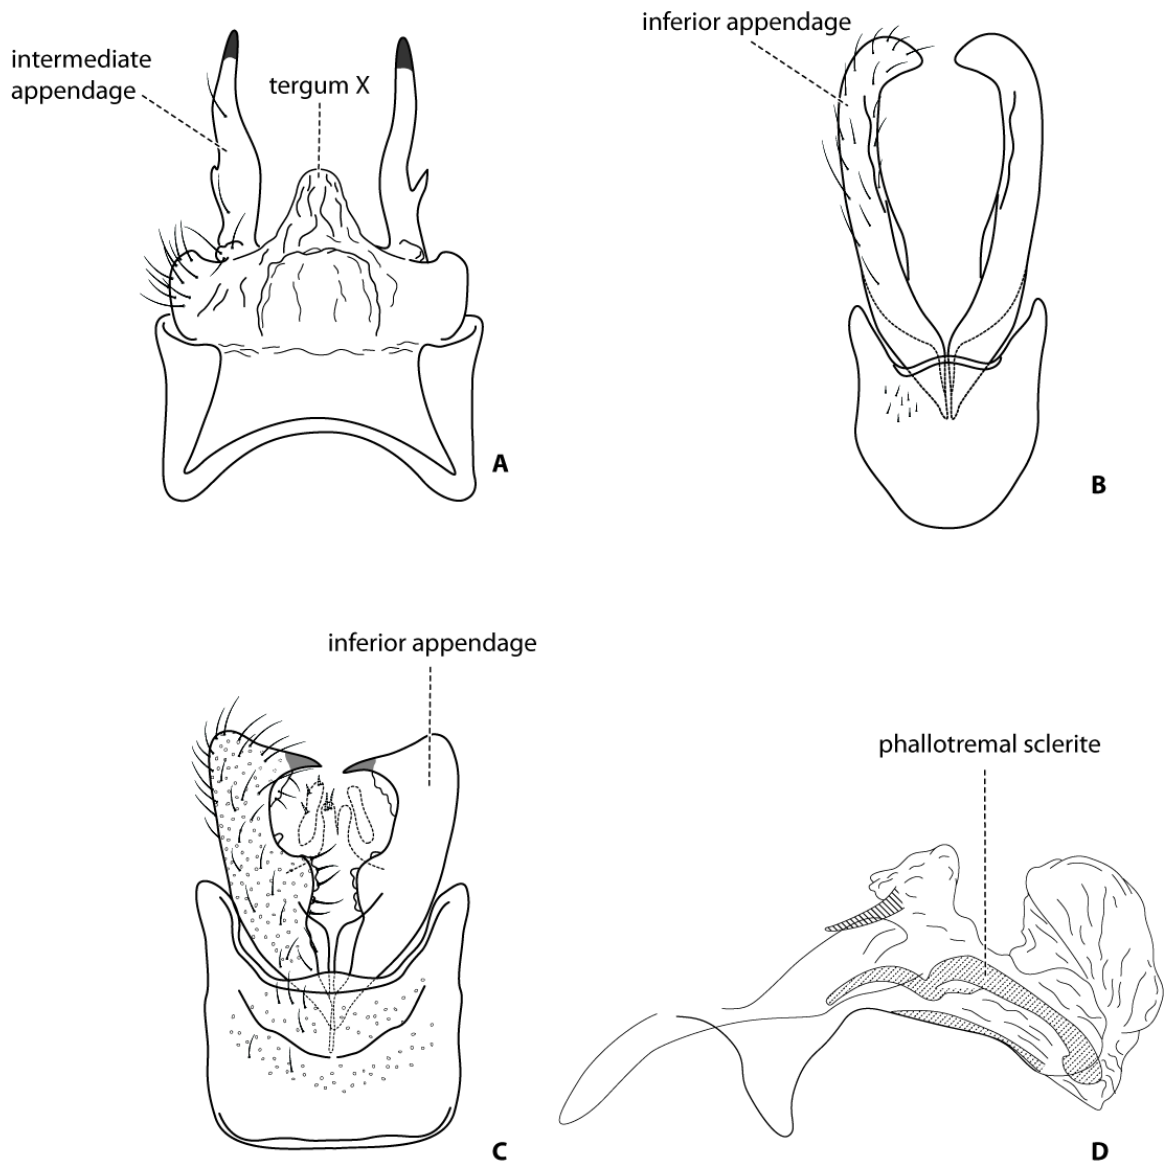 intermediate
appendage
tergum X
inferior appendage
A
B
inferior appendage
phallotremal sclerite
C
D